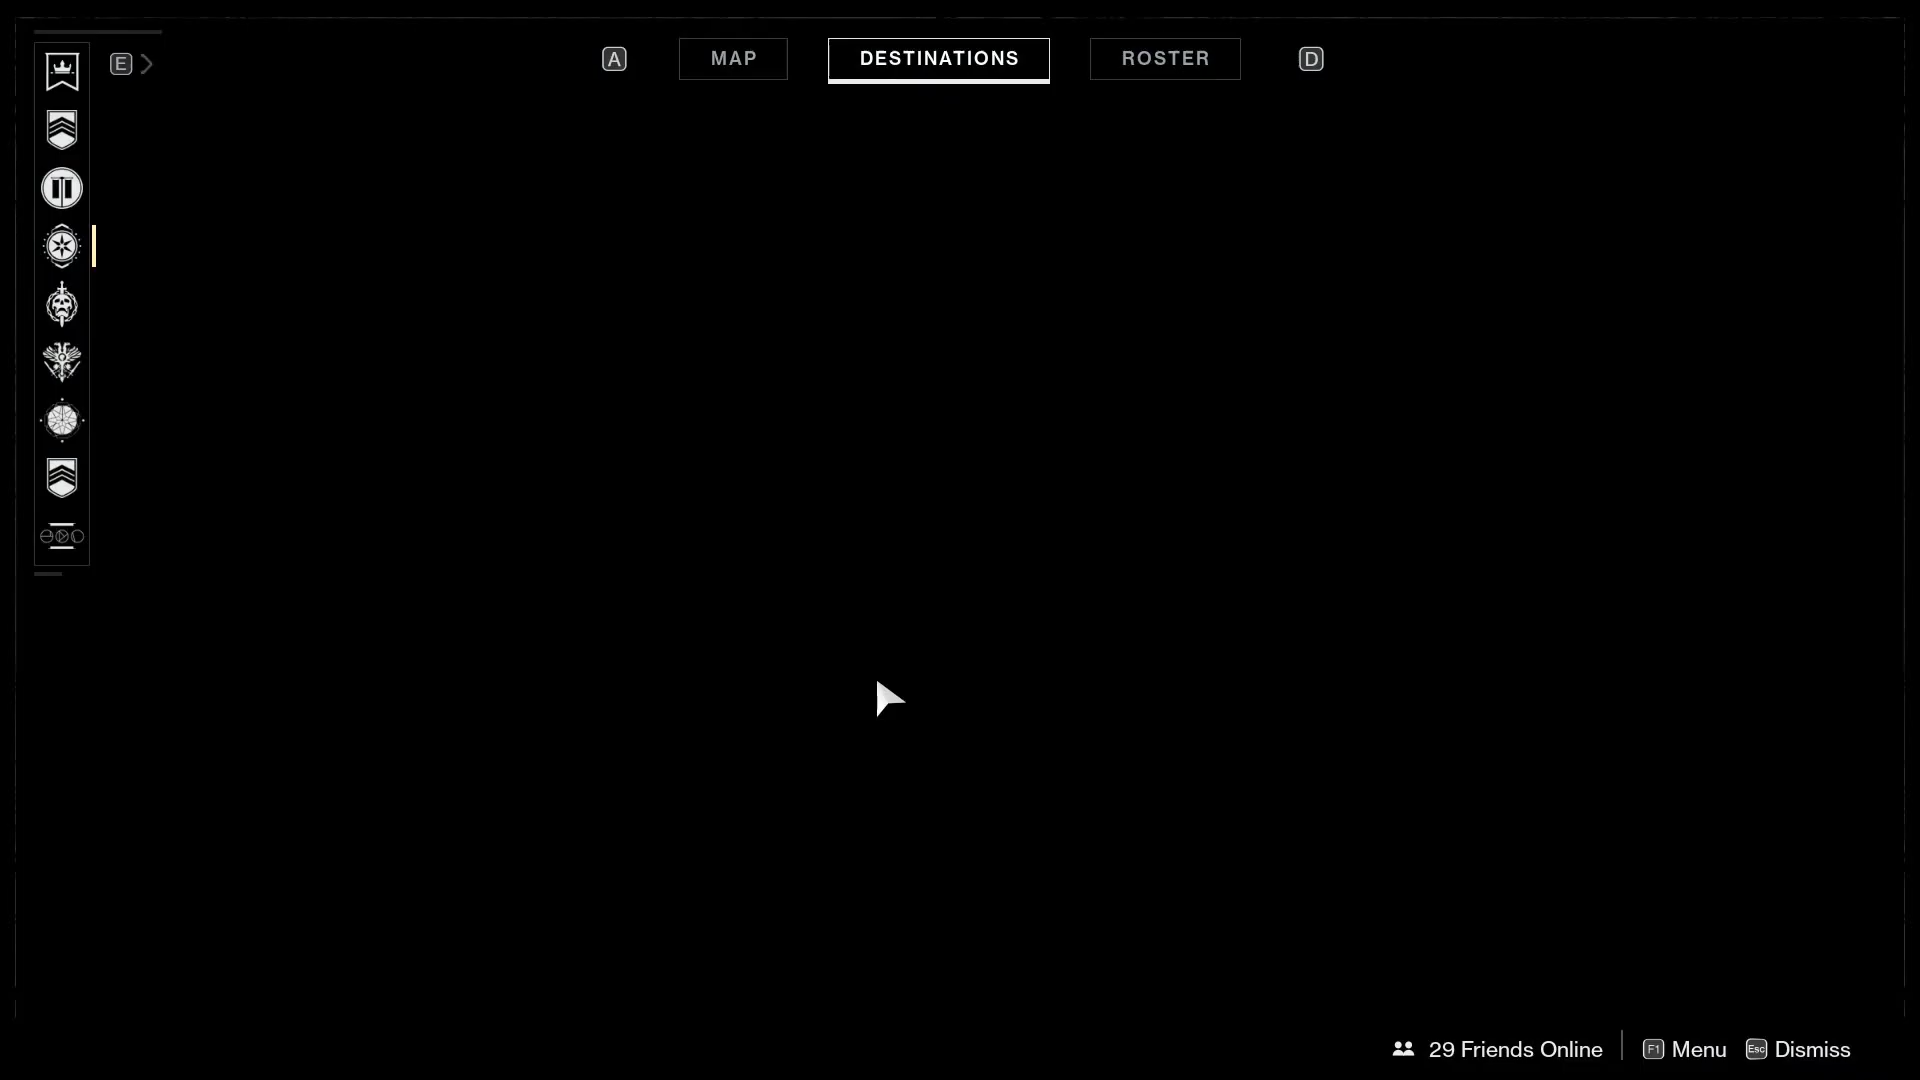 E
A
MAP
DESTINATIONS
ROSTER
D
29 Friends Online
F1 Menu
Esc Dismiss